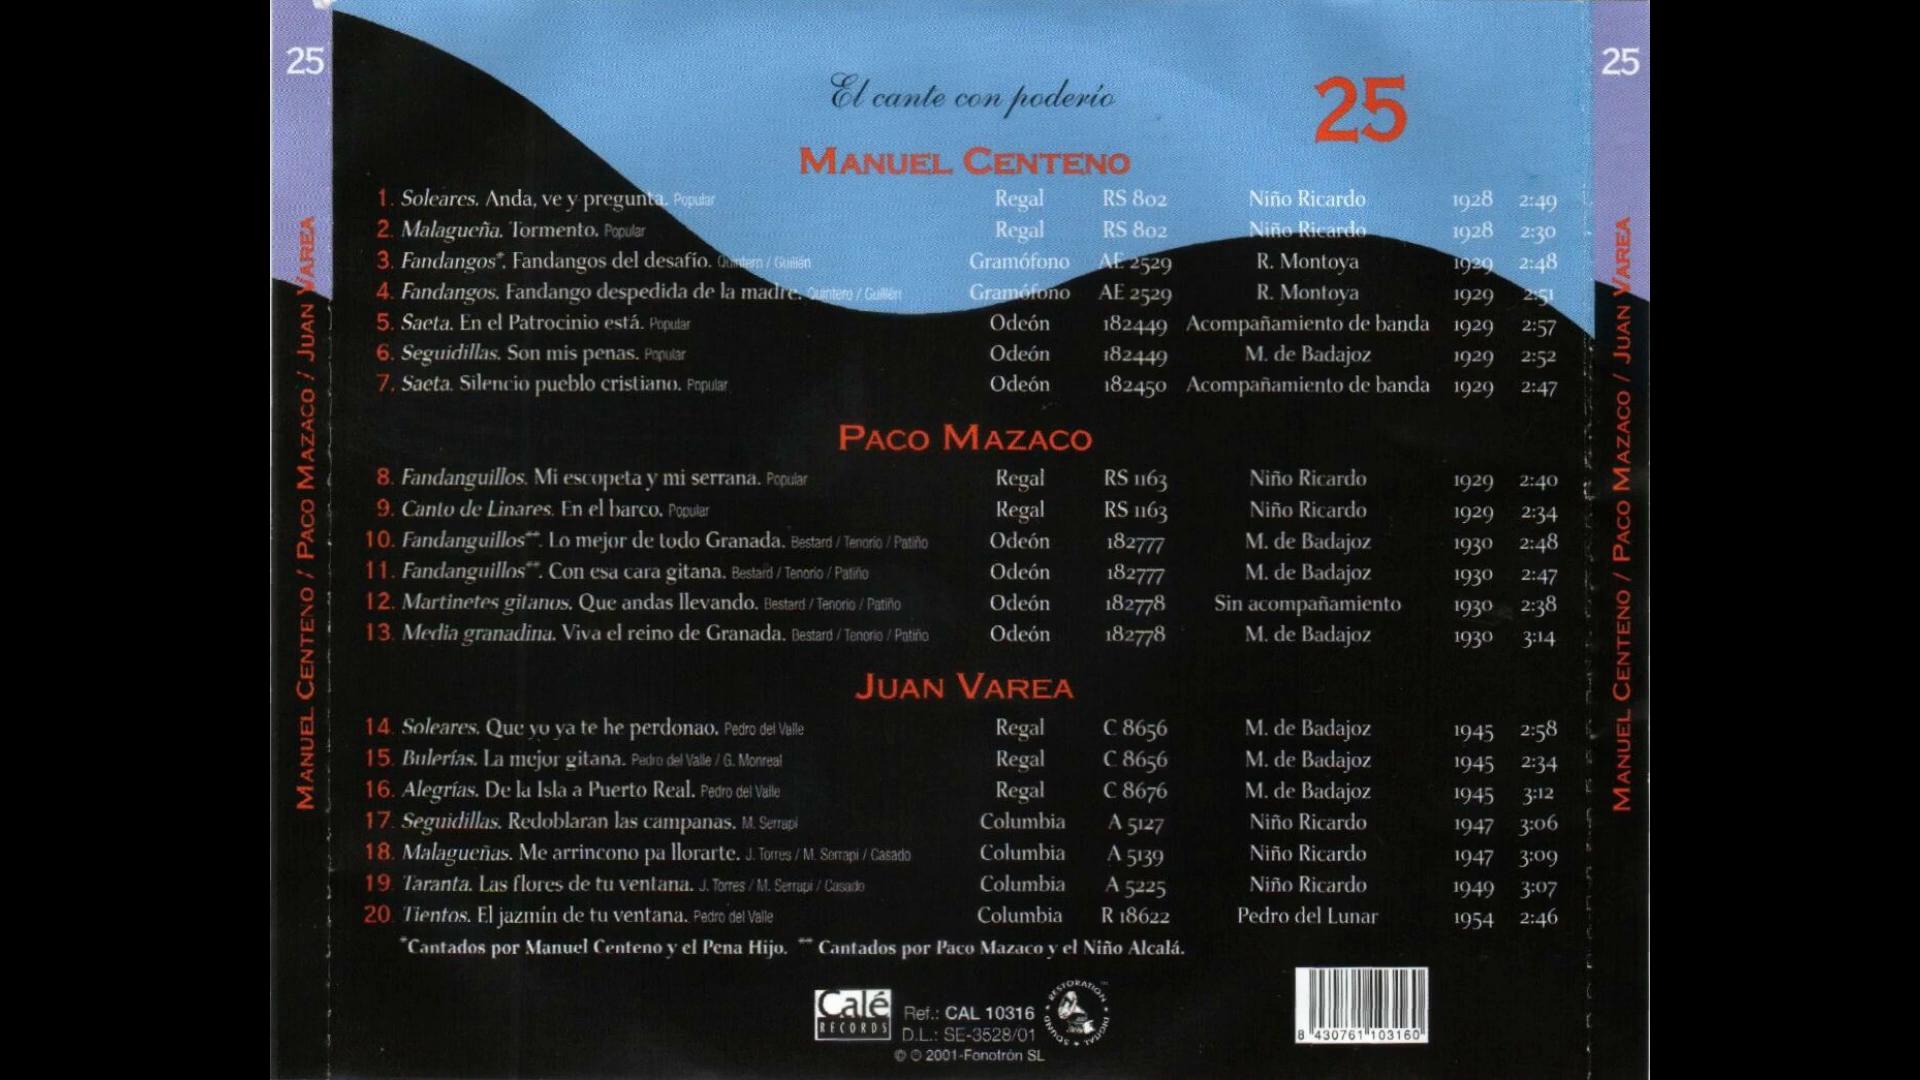 25
25
El cante con poderío
25
MANUEL CENTENO
1. Soleares. Anda, ve y pregunta. Popular Regal RS 802 Niño Ricardo 1928 2:49
2. Malagueña. Tormento. Popular Regal RS 802 Niño Ricardo 1928 2:30
3. Fandangos*. Fandangos del desafío. Quintero / Guillén Gramófono AE 2529 R. Montoya 1929 2:48
4. Fandangos. Fandango despedida de la madre. Quintero / Guillén Gramófono AE 2529 R. Montoya 1929 2:51
5. Saeta. En el Patrocinio está. Popular Odeón 182449 Acompañamiento de banda 1929 2:57
6. Seguidillas. Son mis penas. Popular Odeón 182449 M. de Badajoz 1929 2:52
7. Saeta. Silencio pueblo cristiano. Popular Odeón 182450 Acompañamiento de banda 1929 2:47
PACO MAZACO
8. Fandanguillos. Mi escopeta y mi serrana. Popular Regal RS 1163 Niño Ricardo 1929 2:40
9. Canto de Linares. En el barco. Popular Regal RS 1163 Niño Ricardo 1929 2:34
10. Fandanguillos**. Lo mejor de todo Granada. Bestard / Tenorio / Patiño Odeón 182777 M. de Badajoz 1930 2:48
11. Fandanguillos**. Con esa cara gitana. Bestard / Tenorio / Patiño Odeón 182777 M. de Badajoz 1930 2:47
12. Martinetes gitanos. Que andas llevando. Bestard / Tenorio / Patiño Odeón 182778 Sin acompañamiento 1930 2:38
13. Media granadina. Viva el reino de Granada. Bestard / Tenorio / Patiño Odeón 182778 M. de Badajoz 1930 3:14
JUAN VAREA
14. Soleares. Que yo ya te he perdonao. Pedro del Valle Regal C 8656 M. de Badajoz 1945 2:58
15. Bulerías. La mejor gitana. Pedro del Valle / G. Monreal Regal C 8656 M. de Badajoz 1945 2:34
16. Alegrías. De la Isla a Puerto Real. Pedro del Valle Regal C 8676 M. de Badajoz 1945 3:12
17. Seguidillas. Redoblaran las campanas. M. Serrapi Columbia A 5127 Niño Ricardo 1947 3:06
18. Malagueñas. Me arrincono pa llorarte. J. Torres / M. Serrapi / Casado Columbia A 5139 Niño Ricardo 1947 3:09
19. Taranta. Las flores de tu ventana. J. Torres / M. Serrapi / Casado Columbia A 5225 Niño Ricardo 1949 3:07
20. Tientos. El jazmín de tu ventana. Pedro del Valle Columbia R 18622 Pedro del Lunar 1954 2:46
*Cantados por Manuel Centeno y el Pena Hijo. ** Cantados por Paco Mazaco y el Niño Alcalá.
Calé
RECORDS
Ref.: CAL 10316
D.L.: SE-3528/01
© ℗ 2001-Fonotrón SL
RESTORATION DIGITAL SOUND
8 430761 103160
MANUEL CENTENO / PACO MAZACO / JUAN VAREA
MANUEL CENTENO / PACO MAZACO / JUAN VAREA